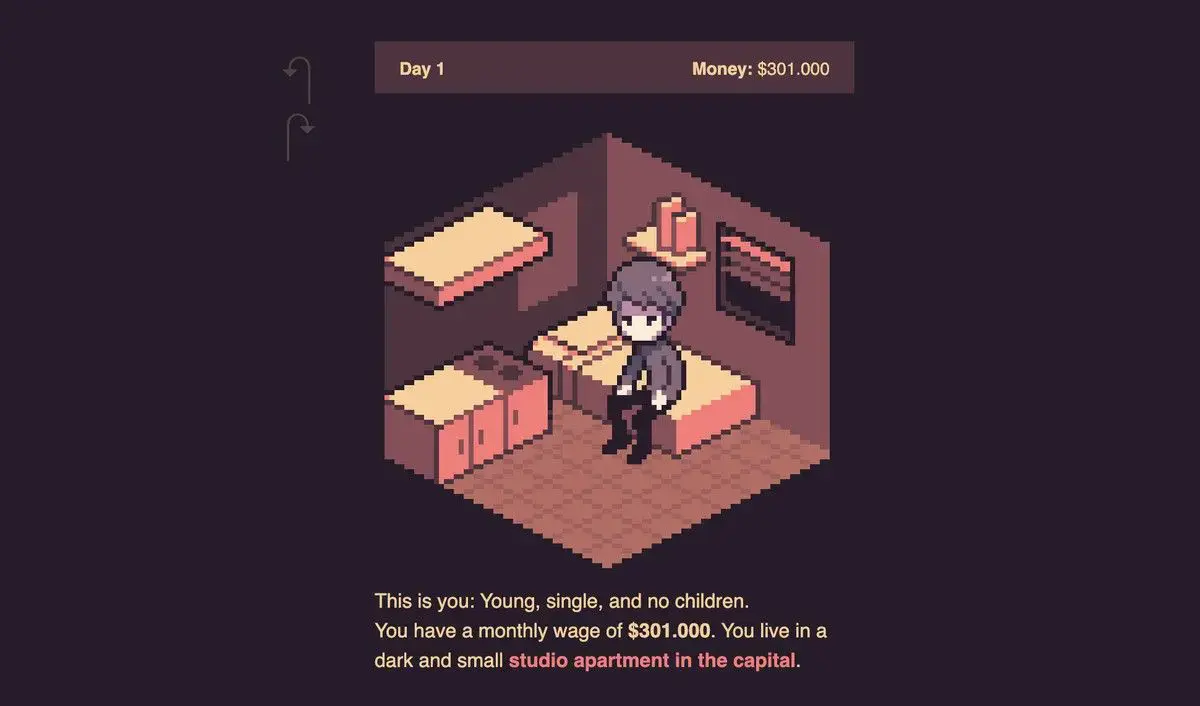 Day 1 Money: $301.000
This is you: Young, single, and no children.
You have a monthly wage of $301.000. You live in a
dark and small studio apartment in the capital.